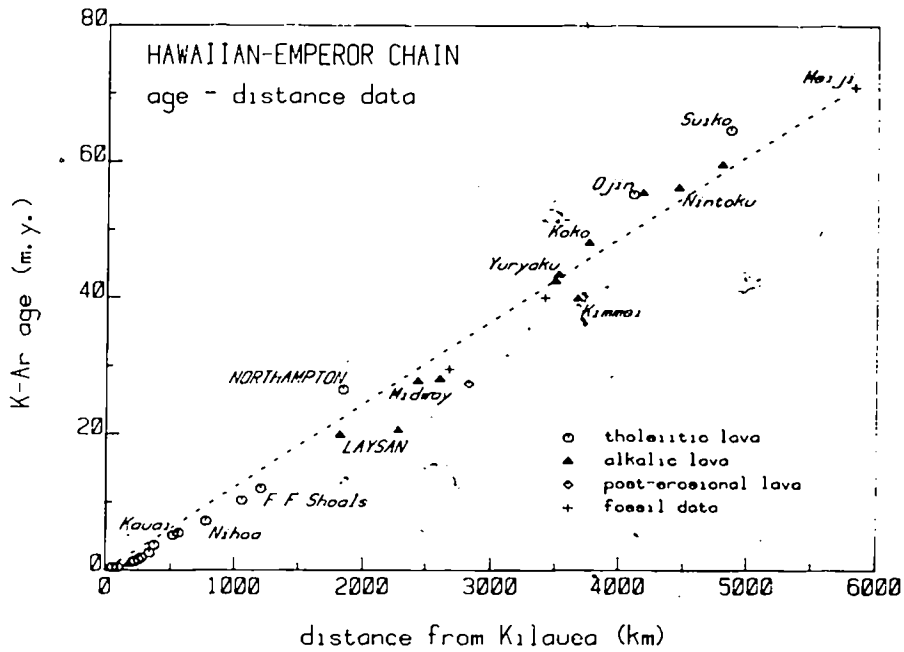 HAWAIIAN-EMPEROR CHAIN
age - distance data
K-Ar age (m.y.)
80
60
40
20
0
Meiji
Suiko
Ojin
Nintoku
Koko
Yuryaku
Kimmei
NORTHAMPTON
Midway
LAYSAN
F F Shoals
Kauai
Nihoa
tholeiitic lava
alkalic lava
post-erosional lava
fossil data
0 1000 2000 3000 4000 5000 6000
distance from Kilauea (km)